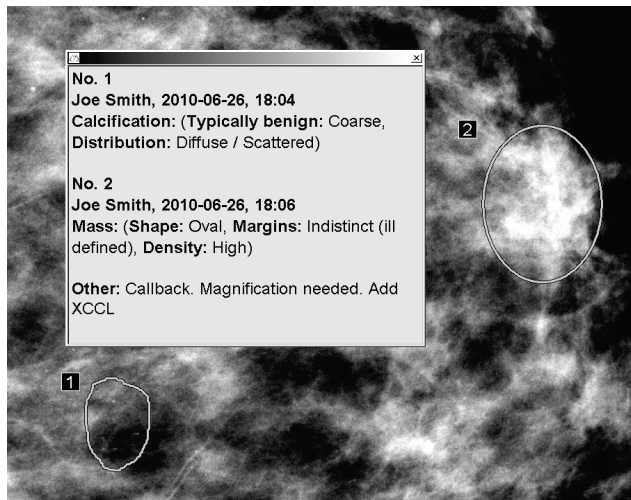 No. 1
Joe Smith, 2010-06-26, 18:04
Calcification: (Typically benign: Coarse,
Distribution: Diffuse / Scattered)
No. 2
Joe Smith, 2010-06-26, 18:06
Mass: (Shape: Oval, Margins: Indistinct (ill
defined), Density: High)
Other: Callback. Magnification needed. Add
XCCL
2
1